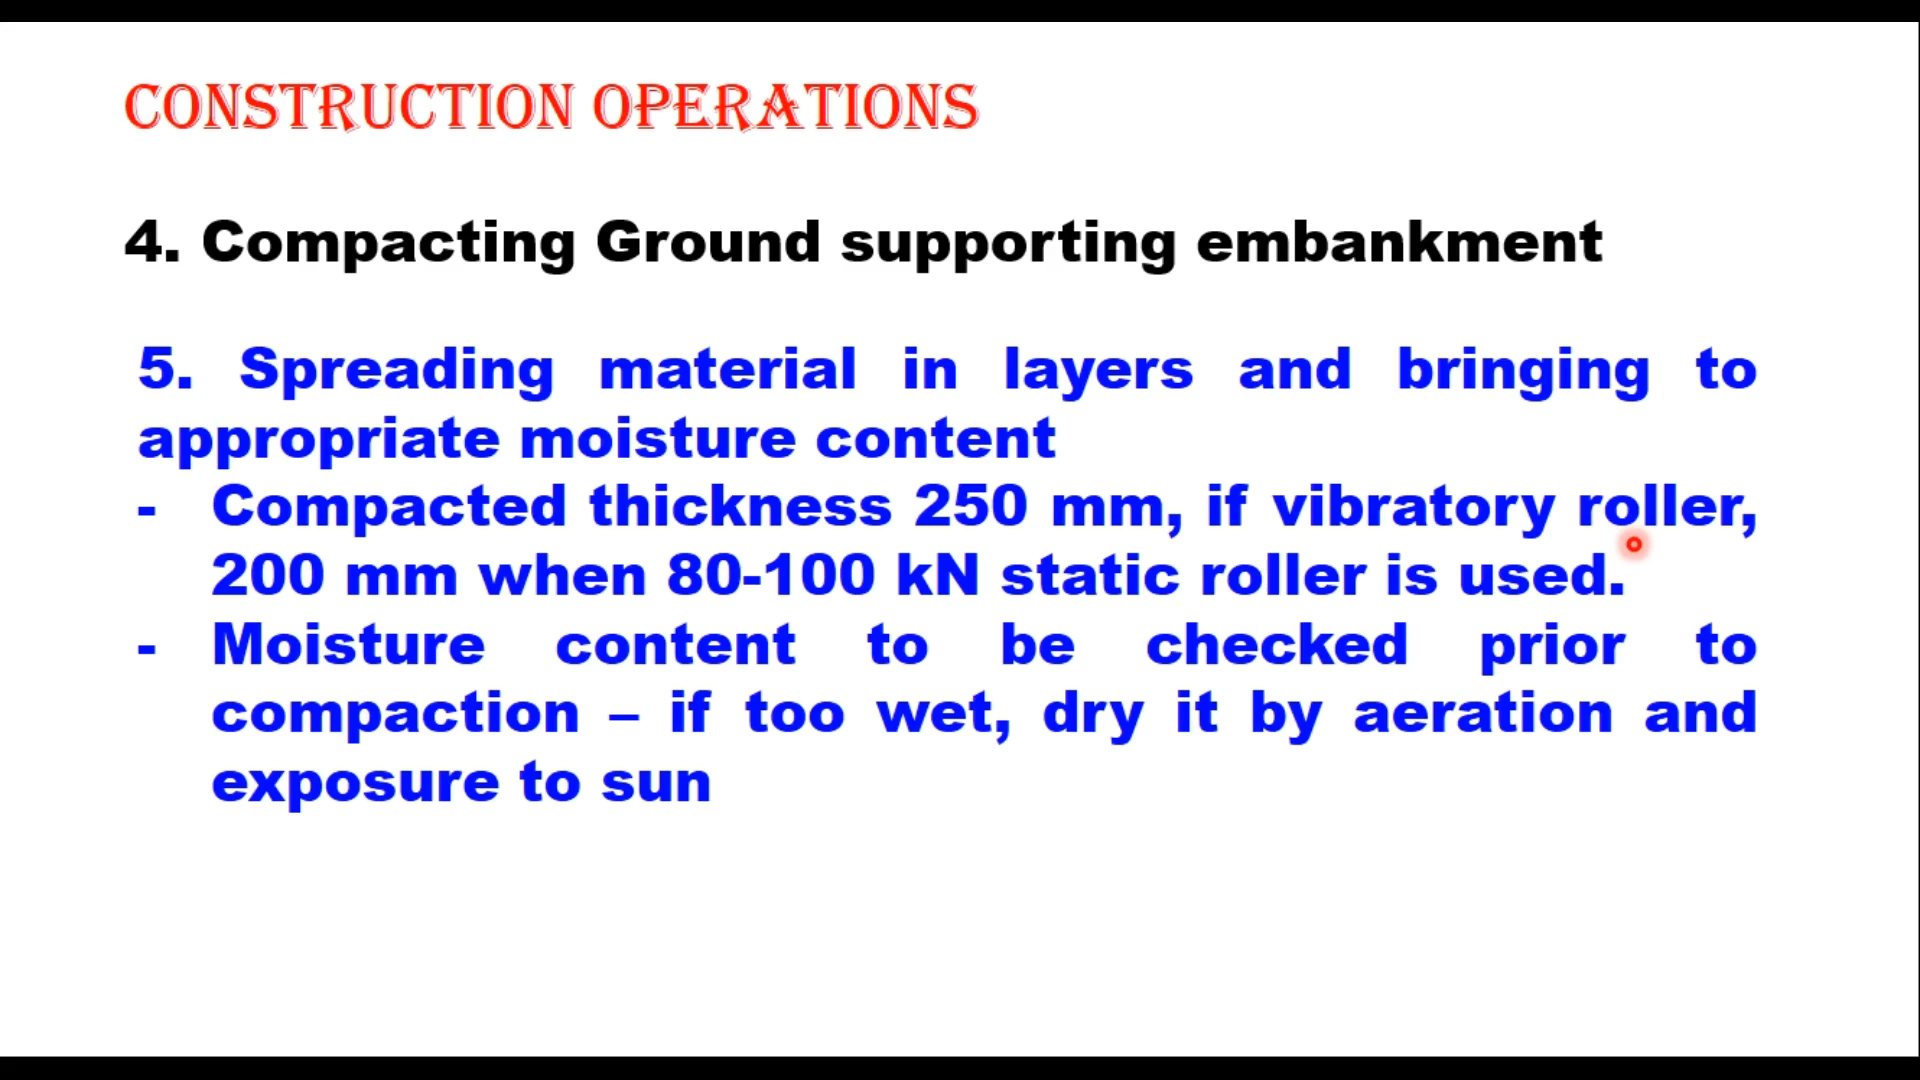 CONSTRUCTION OPERATIONS
4. Compacting Ground supporting embankment
5. Spreading material in layers and bringing to
appropriate moisture content
- Compacted thickness 250 mm, if vibratory roller,
200 mm when 80-100 kN static roller is used.
- Moisture content to be checked prior to
compaction – if too wet, dry it by aeration and
exposure to sun